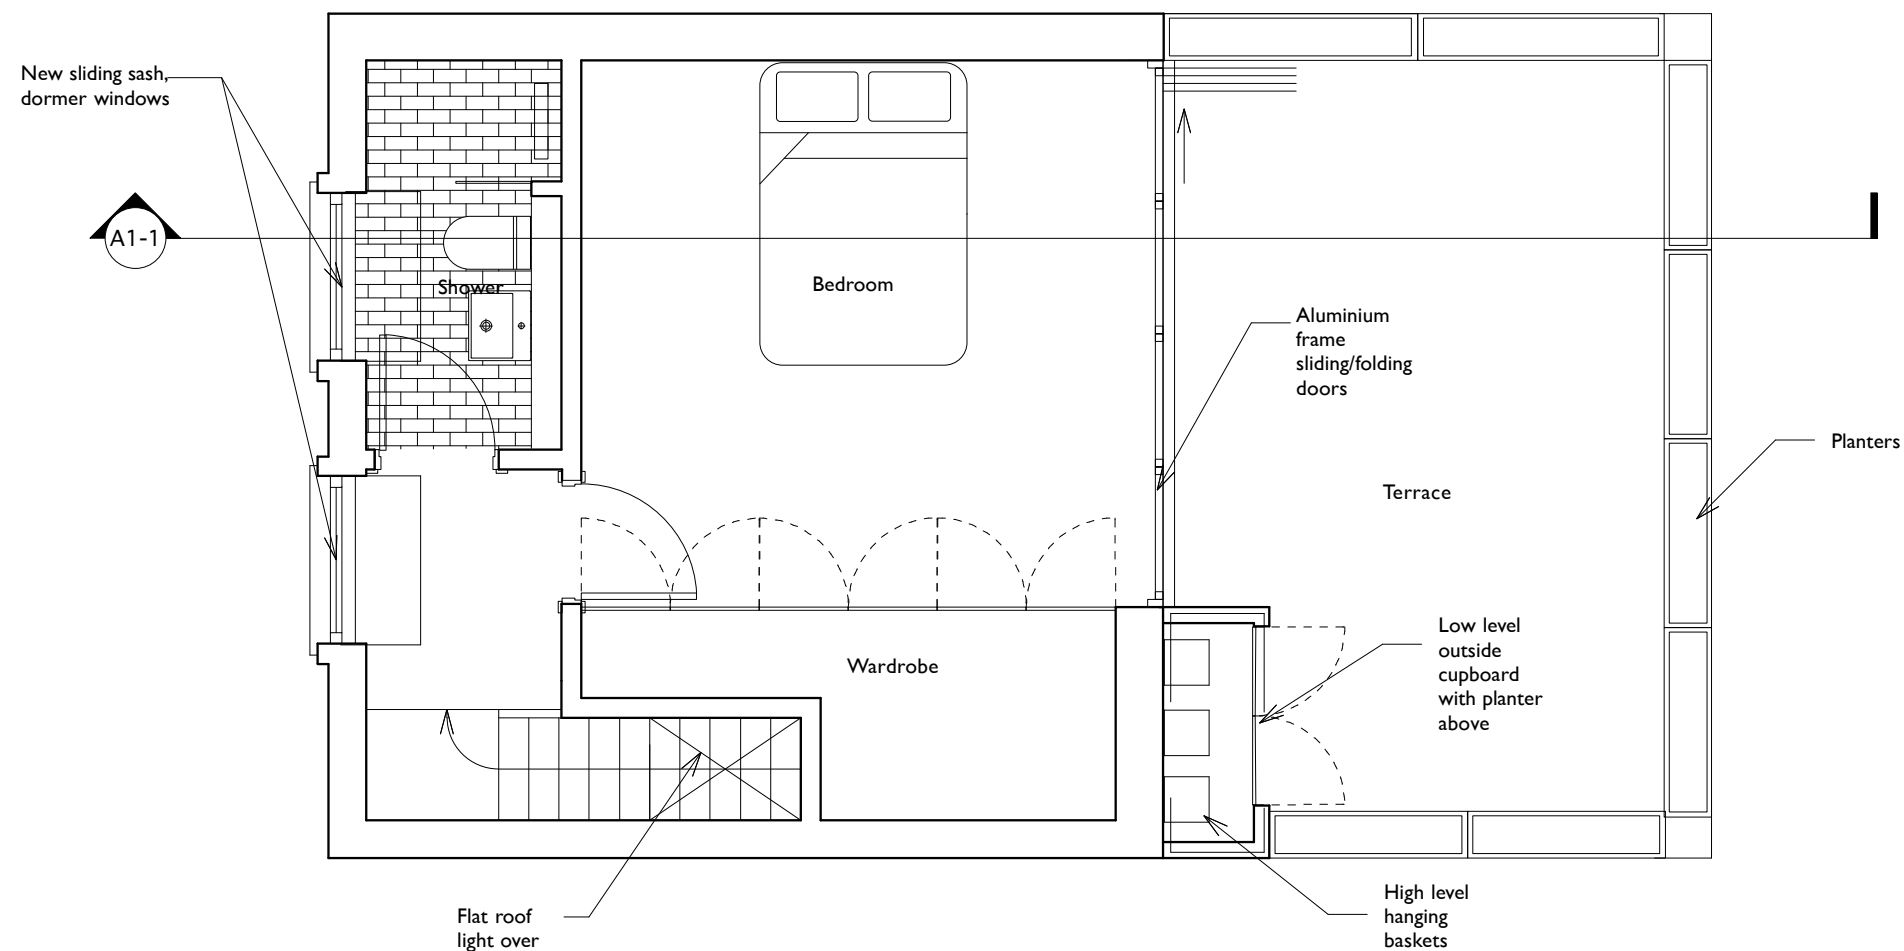 New sliding sash,
dormer windows
A1-1
Shower
Bedroom
Aluminium
frame
sliding/folding
doors
Planters
Terrace
Low level
outside
cupboard
with planter
above
Wardrobe
High level
hanging
baskets
Flat roof
light over